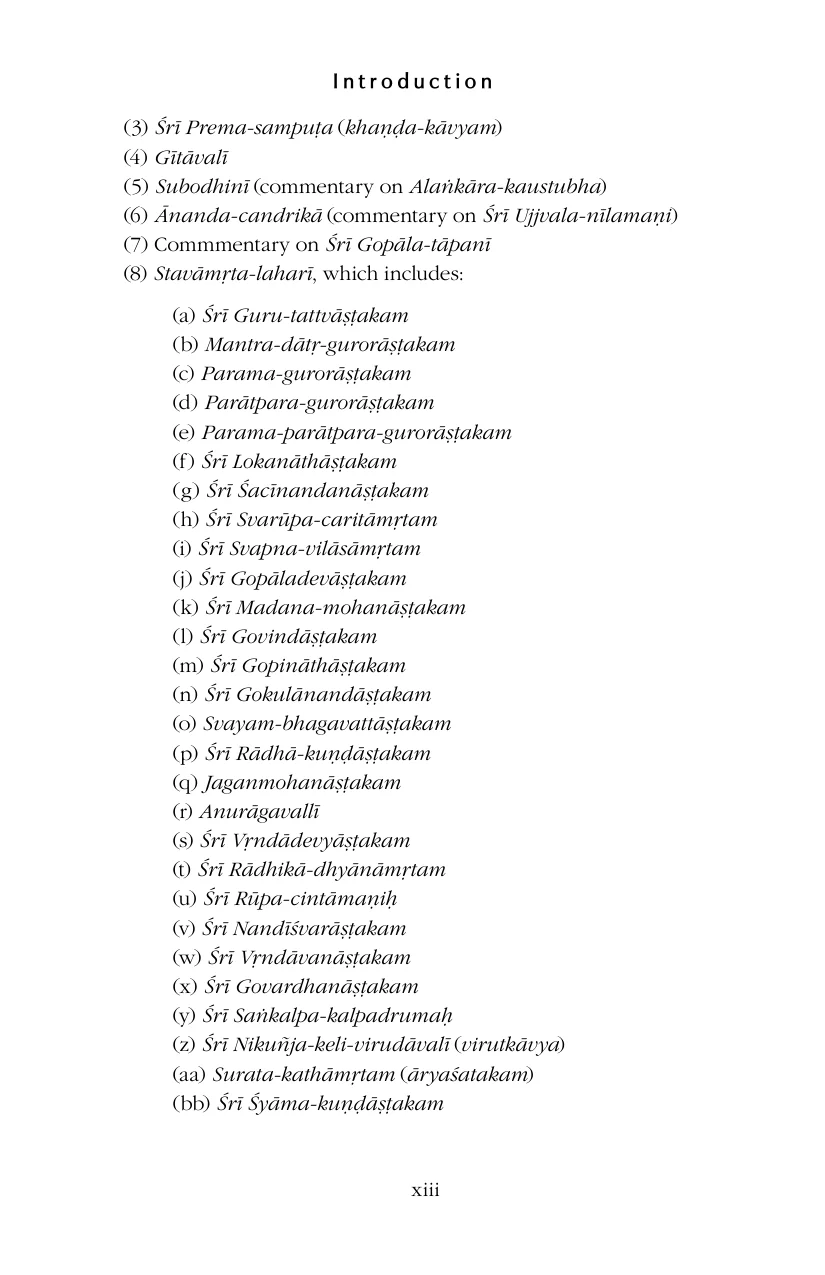 Introduction
(3) Śrī Prema-sampuṭa (khaṇḍa-kāvyam)
(4) Gītāvalī
(5) Subodhinī (commentary on Alaṅkāra-kaustubha)
(6) Ānanda-candrikā (commentary on Śrī Ujjvala-nīlamaṇi)
(7) Commmentary on Śrī Gopāla-tāpanī
(8) Stavāmṛta-laharī, which includes:
(a) Śrī Guru-tattvāṣṭakam
(b) Mantra-dātṛ-gurorāṣṭakam
(c) Parama-gurorāṣṭakam
(d) Parātpara-gurorāṣṭakam
(e) Parama-parātpara-gurorāṣṭakam
(f) Śrī Lokanāthāṣṭakam
(g) Śrī Śacīnandanāṣṭakam
(h) Śrī Svarūpa-caritāmṛtam
(i) Śrī Svapna-vilāsāmṛtam
(j) Śrī Gopāladevāṣṭakam
(k) Śrī Madana-mohanāṣṭakam
(l) Śrī Govindāṣṭakam
(m) Śrī Gopināthāṣṭakam
(n) Śrī Gokulānandāṣṭakam
(o) Svayam-bhagavattāṣṭakam
(p) Śrī Rādhā-kuṇḍāṣṭakam
(q) Jaganmohanāṣṭakam
(r) Anurāgavallī
(s) Śrī Vṛndādevyāṣṭakam
(t) Śrī Rādhikā-dhyānāmṛtam
(u) Śrī Rūpa-cintāmaṇiḥ
(v) Śrī Nandīśvarāṣṭakam
(w) Śrī Vṛndāvanāṣṭakam
(x) Śrī Govardhanāṣṭakam
(y) Śrī Saṅkalpa-kalpadrumaḥ
(z) Śrī Nikuñja-keli-virudāvalī (virutkāvya)
(aa) Surata-kathāmṛtam (āryaśatakam)
(bb) Śrī Śyāma-kuṇḍāṣṭakam
xiii